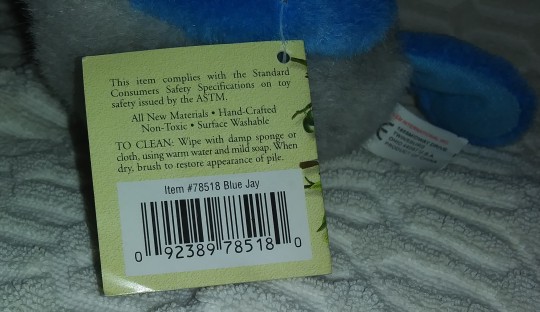 This item complies with the Standard
Consumers Safety Specifications on toy
safety issued by the ASTM.
All New Materials • Hand-Crafted
Non-Toxic • Surface Washable
TO CLEAN: Wipe with damp sponge or
cloth, using warm water and mild soap. When
dry, brush to restore appearance of pile.
Item #78518 Blue Jay
0 92389 78518 0
CE